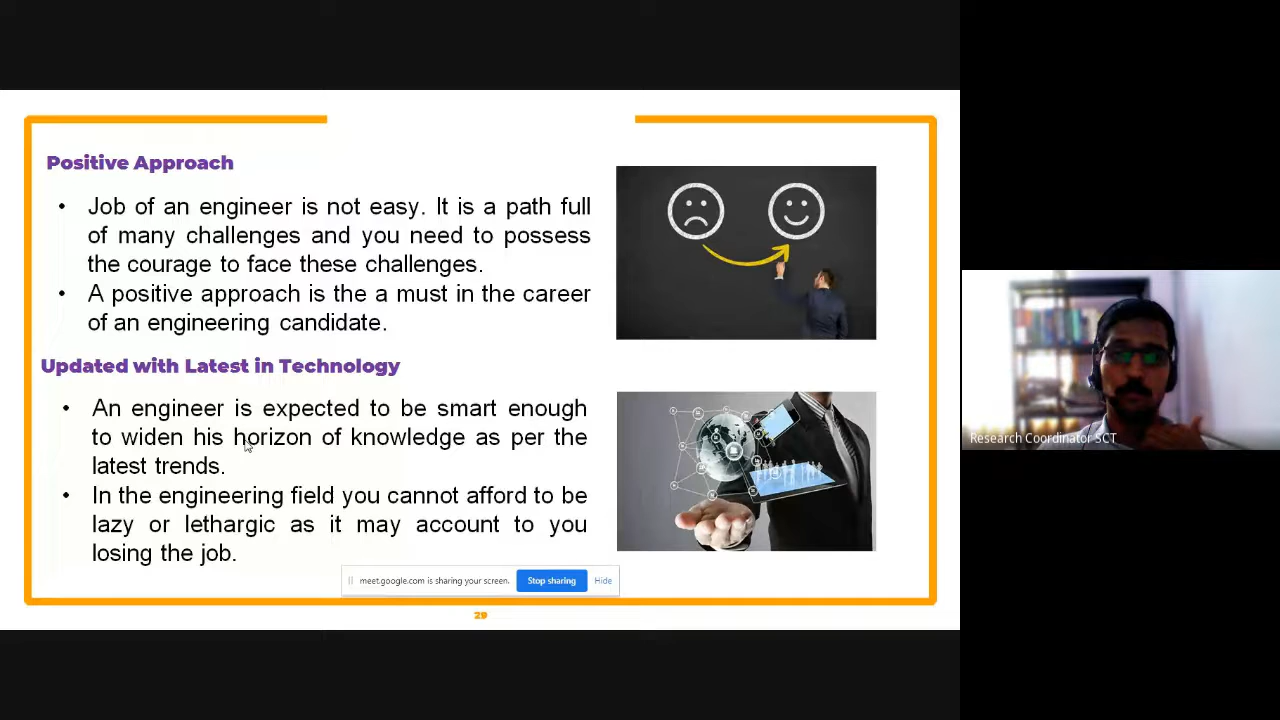 Positive Approach
• Job of an engineer is not easy. It is a path full
of many challenges and you need to possess
the courage to face these challenges.
• A positive approach is the a must in the career
of an engineering candidate.
Updated with Latest in Technology
• An engineer is expected to be smart enough
to widen his horizon of knowledge as per the
latest trends.
• In the engineering field you cannot afford to be
lazy or lethargic as it may account to you
losing the job.
meet.google.com is sharing your screen. Stop sharing Hide
29
Research Coordinator SCT